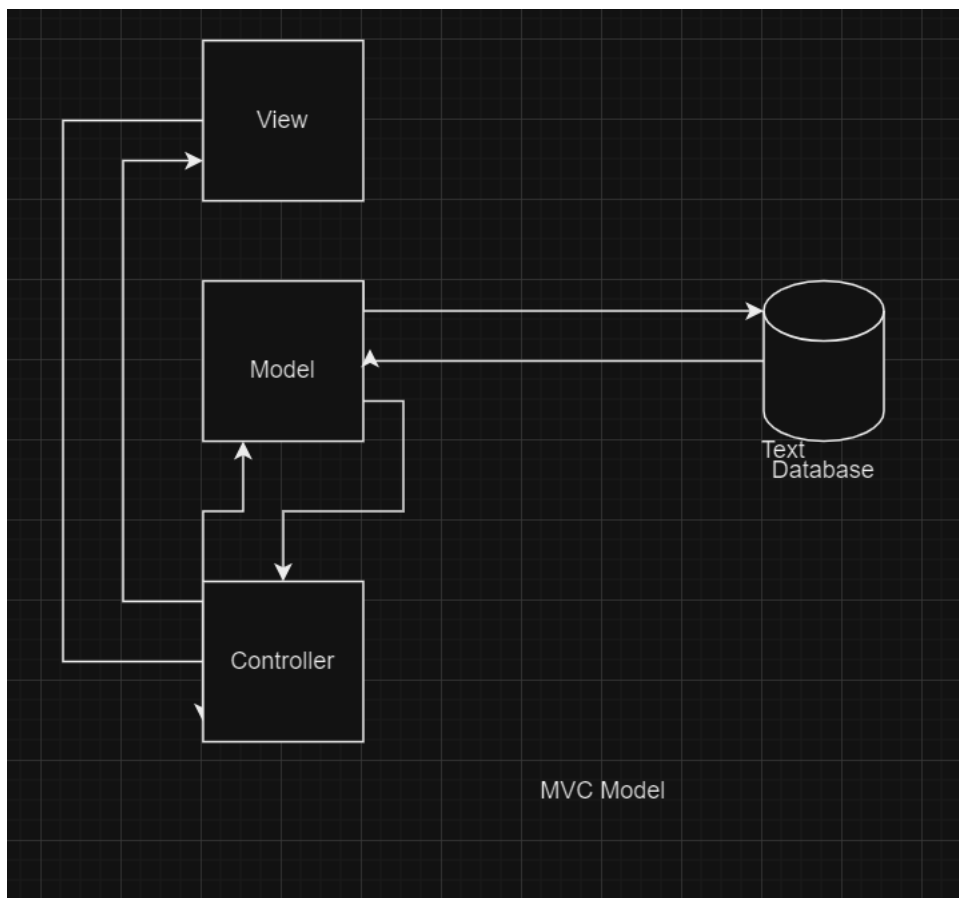 View
Model
Text
Database
Controller
MVC Model